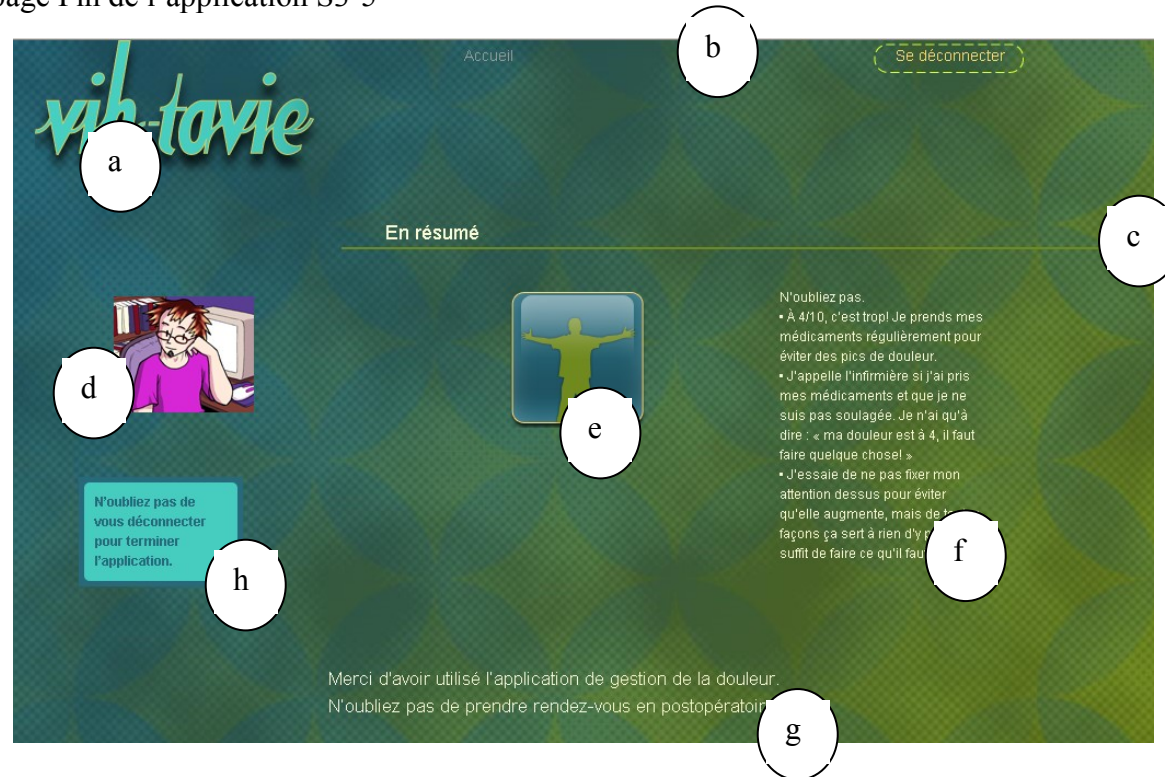 page Fin de l'application S3-5
b
Accueil
Se déconnecter
vih-tavie
a
En résumé
c
N'oubliez pas.
▪ À 4/10, c'est trop! Je prends mes
médicaments régulièrement pour
éviter des pics de douleur.
▪ J'appelle l'infirmière si j'ai pris
mes médicaments et que je ne
suis pas soulagée. Je n'ai qu'à
dire : « ma douleur est à 4, il faut
faire quelque chose! »
▪ J'essaie de ne pas fixer mon
attention dessus pour éviter
qu'elle augmente, mais de
façons ça sert à rien d'y
suffit de faire ce qu'il
d
e
f
N'oubliez pas de
vous déconnecter
pour terminer
l'application.
h
Merci d'avoir utilisé l'application de gestion de la douleur.
N'oubliez pas de prendre rendez-vous en
g